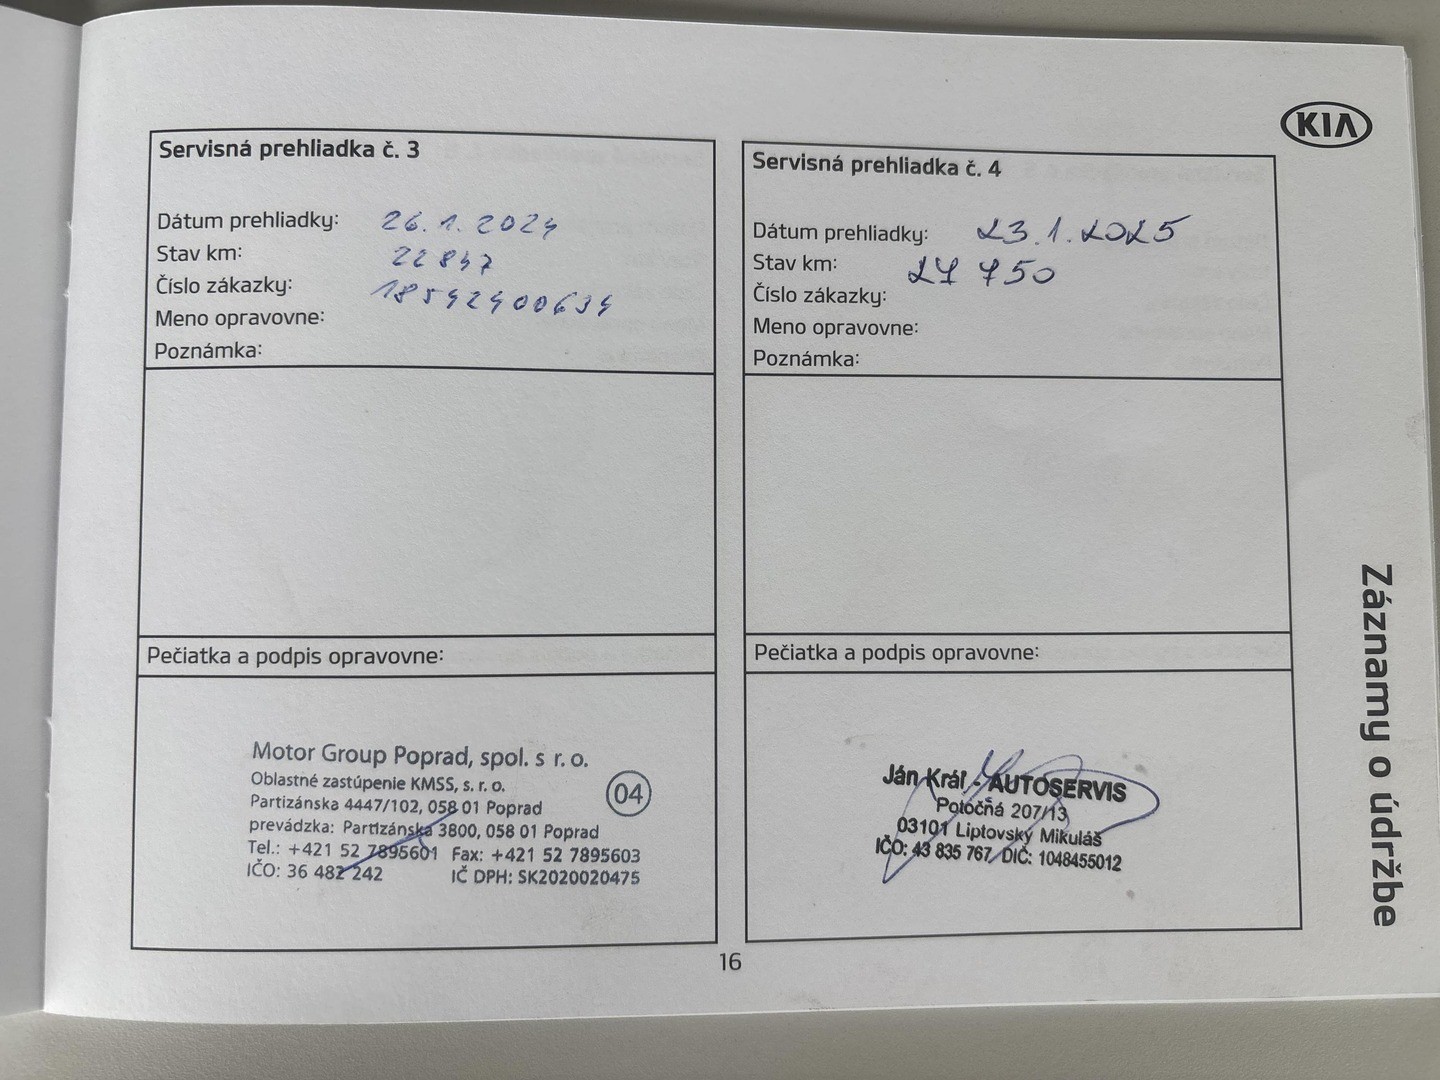 KIA
Servisná prehliadka č. 3
Dátum prehliadky: 26.1.2024
Stav km: 22847
Číslo zákazky: 18542400634
Meno opravovne:
Poznámka:
Pečiatka a podpis opravovne:
Motor Group Poprad, spol. s r. o.
Oblastné zastúpenie KMSS, s. r. o.
Partizánska 4447/102, 058 01 Poprad
prevádzka: Partizánska 3800, 058 01 Poprad
Tel.: +421 52 7895601 Fax: +421 52 7895603
IČO: 36 482 242 IČ DPH: SK2020020475
04
Servisná prehliadka č. 4
Dátum prehliadky: 23.1.2025
Stav km: 27 750
Číslo zákazky:
Meno opravovne:
Poznámka:
Pečiatka a podpis opravovne:
Ján Kráľ - AUTOSERVIS
Potočná 207/13
03101 Liptovský Mikuláš
IČO: 43 835 767, DIČ: 1048455012
Záznamy o údržbe
16